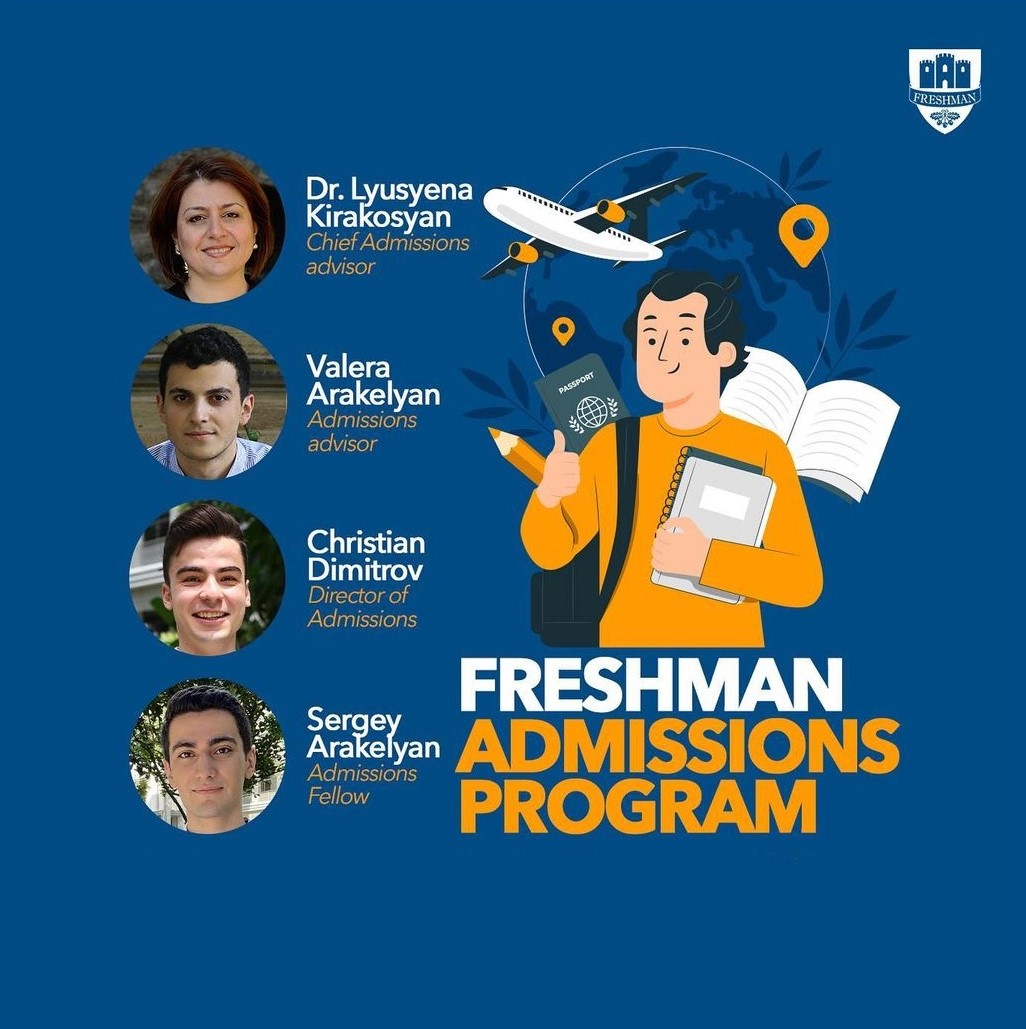 FRESHMAN
Dr. Lyusyena
Kirakosyan
Chief Admissions
advisor
Valera
Arakelyan
Admissions
advisor
Christian
Dimitrov
Director of
Admissions
Sergey
Arakelyan
Admissions
Fellow
PASSPORT
FRESHMAN
ADMISSIONS
PROGRAM